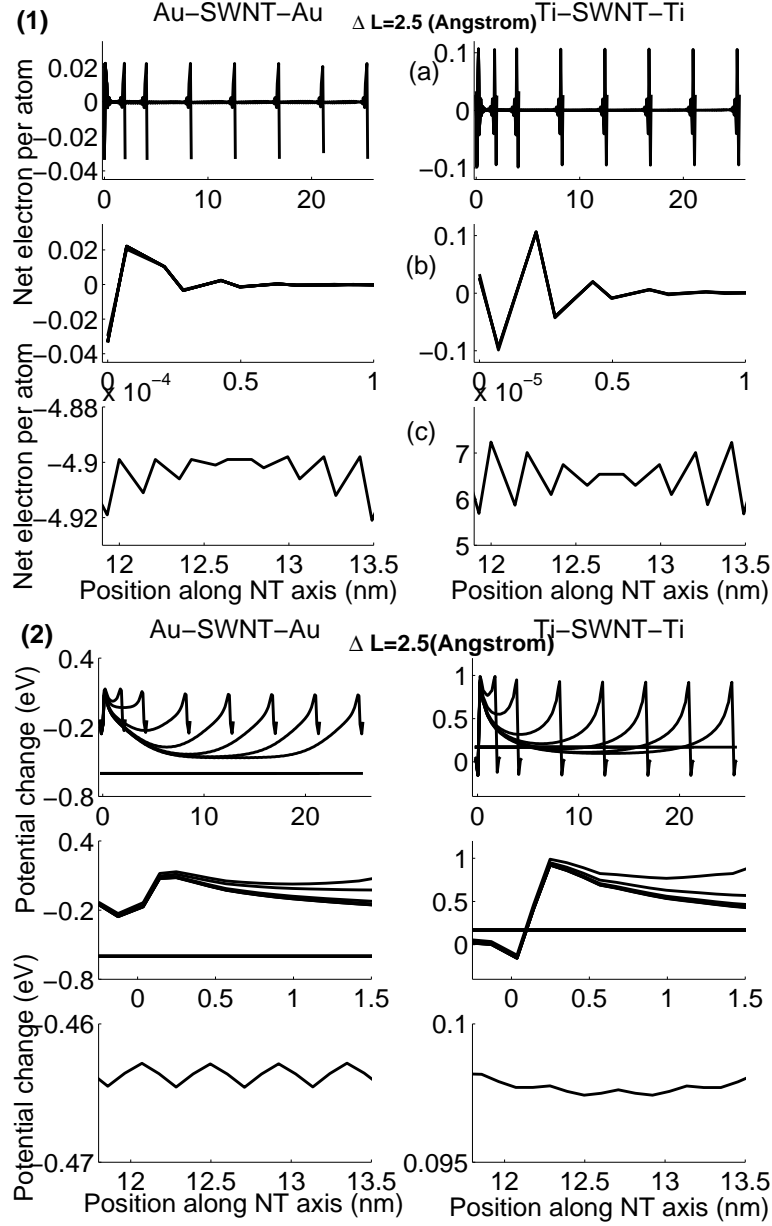 (1)
Au−SWNT−Au
Δ L=2.5 (Angstrom)
Ti−SWNT−Ti
Net electron per atom
0.02
0
−0.02
−0.04
0 10 20
(a)
0.1
0
−0.1
0 10 20
0.02
0
−0.02
−0.04
0 0.5 1
(b)
0.1
0
−0.1
0 0.5 1
Net electron per atom
x 10−4
−4.88
−4.9
−4.92
12 12.5 13 13.5
Position along NT axis (nm)
(c)
x 10−5
7
6
5
12 12.5 13 13.5
Position along NT axis (nm)
(2)
Au−SWNT−Au
Δ L=2.5(Angstrom)
Ti−SWNT−Ti
Potential change (eV)
0.4
−0.2
−0.8
0 10 20
1
0.5
0
0 10 20
Potential change (eV)
0.4
−0.2
−0.8
0 0.5 1 1.5
1
0.5
0
0 0.5 1 1.5
Potential change (eV)
−0.46
−0.47
12 12.5 13 13.5
Position along NT axis (nm)
0.1
0.095
12 12.5 13 13.5
Position along NT axis (nm)